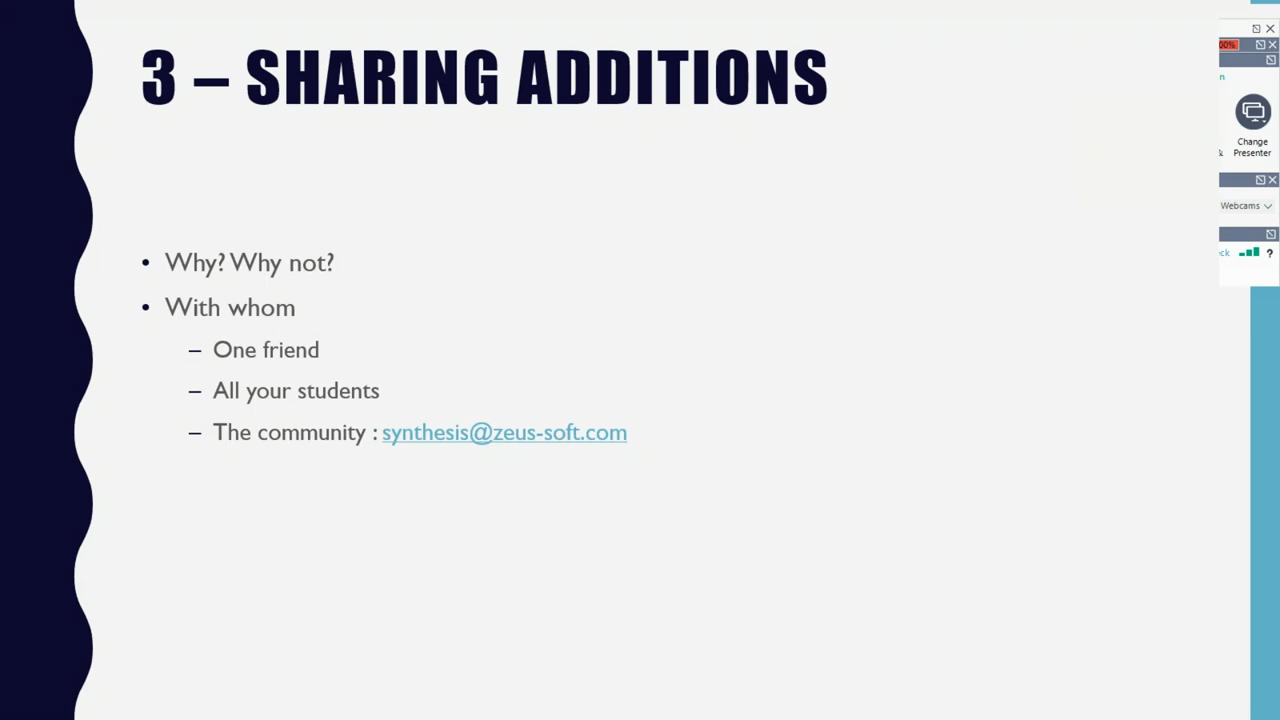 3 – SHARING ADDITIONS
• Why? Why not?
• With whom
– One friend
– All your students
– The community : synthesis@zeus-soft.com
00%
Change
Presenter
&
Webcams
?